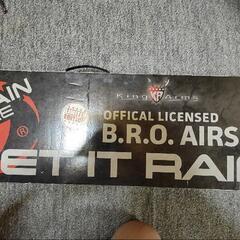 AIN
King Arms
OFFICAL LICENSED
B.R.O. AIRS
ET IT RAI
®